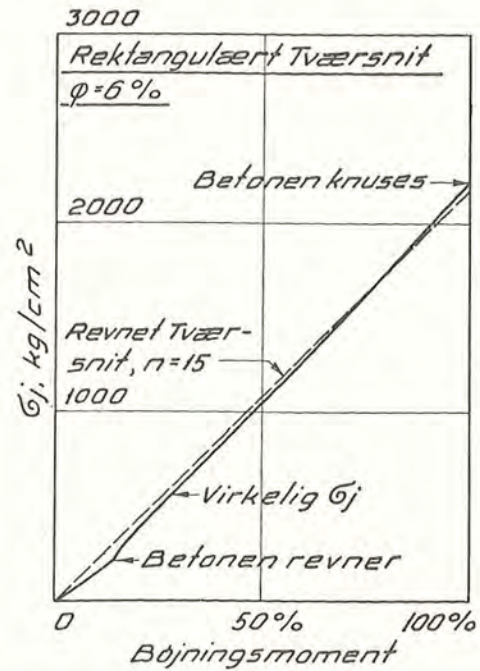 3000
Rektangulært Tværsnit
φ=6%
Betonen knuses
2000
σj, kg/cm²
Revnet Tvær-
snit, n=15
1000
Virkelig σj
Betonen revner
0 50% 100%
Bøjningsmoment